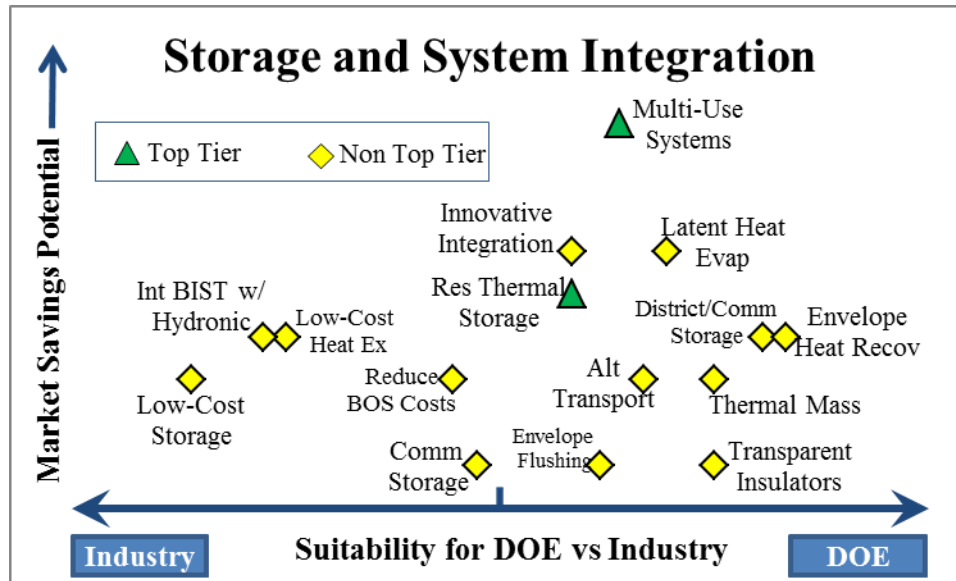 Storage and System Integration
Market Savings Potential
Top Tier
Non Top Tier
Multi-Use
Systems
Innovative
Integration
Latent Heat
Evap
Res Thermal
Storage
Int BIST w/
Hydronic
Low-Cost
Heat Ex
District/Comm
Storage
Envelope
Heat Recov
Low-Cost
Storage
Reduce
BOS Costs
Alt
Transport
Thermal Mass
Comm
Storage
Envelope
Flushing
Transparent
Insulators
Industry
Suitability for DOE vs Industry
DOE